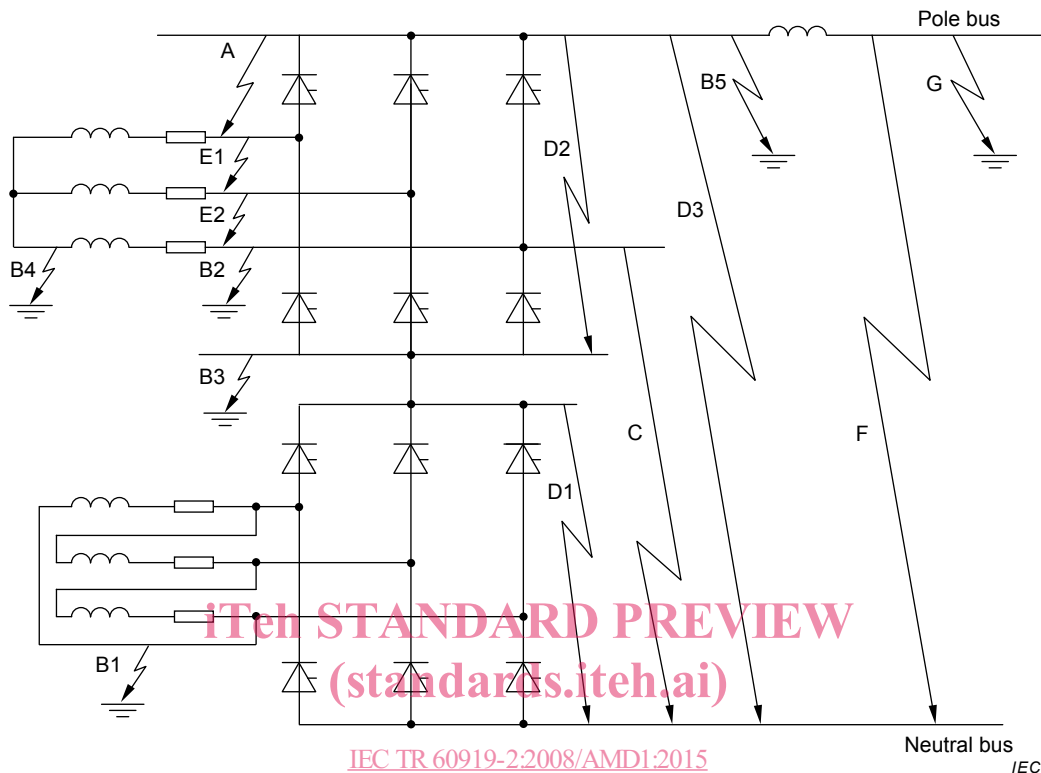 Pole bus
A
B5
G
E1
D2
E2
D3
B4
B2
B3
C
F
D1
iTeh STANDARD PREVIEW
B1
(standards.iteh.ai)
Neutral bus
IEC TR 60919-2:2008/AMD1:2015
IEC